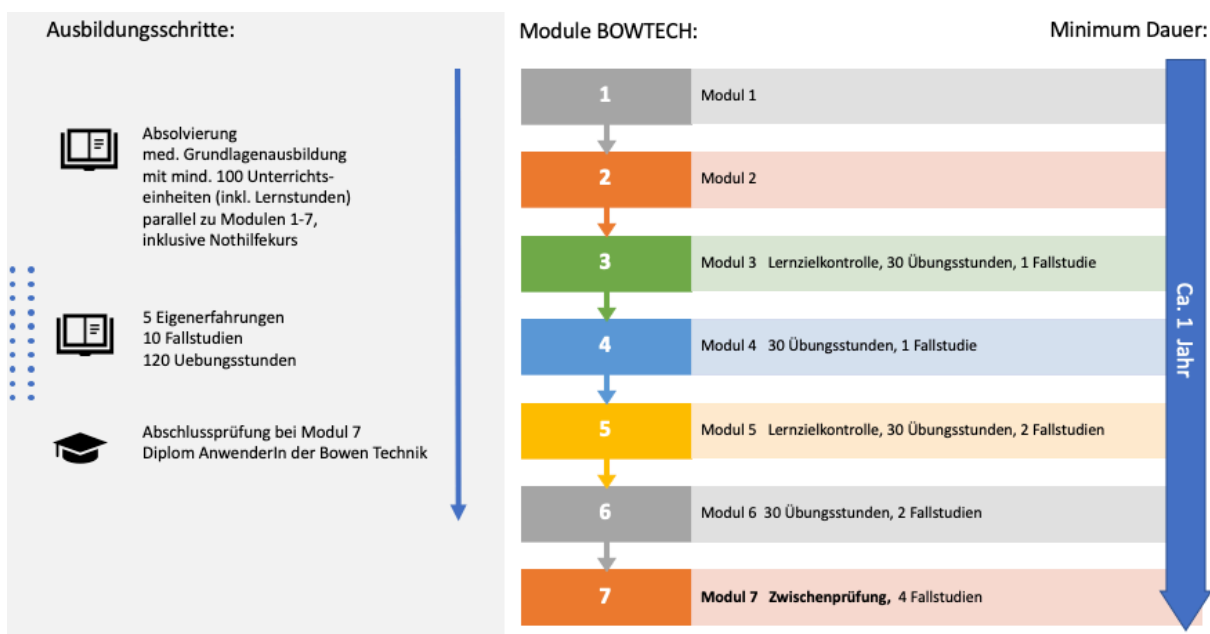 Ausbildungsschritte:
Absolvierung
med. Grundlagenausbildung
mit mind. 100 Unterrichts-
einheiten (inkl. Lernstunden)
parallel zu Modulen 1-7,
inklusive Nothilfekurs
5 Eigenerfahrungen
10 Fallstudien
120 Uebungsstunden
Abschlussprüfung bei Modul 7
Diplom AnwenderIn der Bowen Technik
Module BOWTECH:
Minimum Dauer:
1 Modul 1
2 Modul 2
3 Modul 3 Lernzielkontrolle, 30 Übungsstunden, 1 Fallstudie
4 Modul 4 30 Übungsstunden, 1 Fallstudie
5 Modul 5 Lernzielkontrolle, 30 Übungsstunden, 2 Fallstudien
6 Modul 6 30 Übungsstunden, 2 Fallstudien
7 Modul 7 Zwischenprüfung, 4 Fallstudien
Ca. 1 Jahr